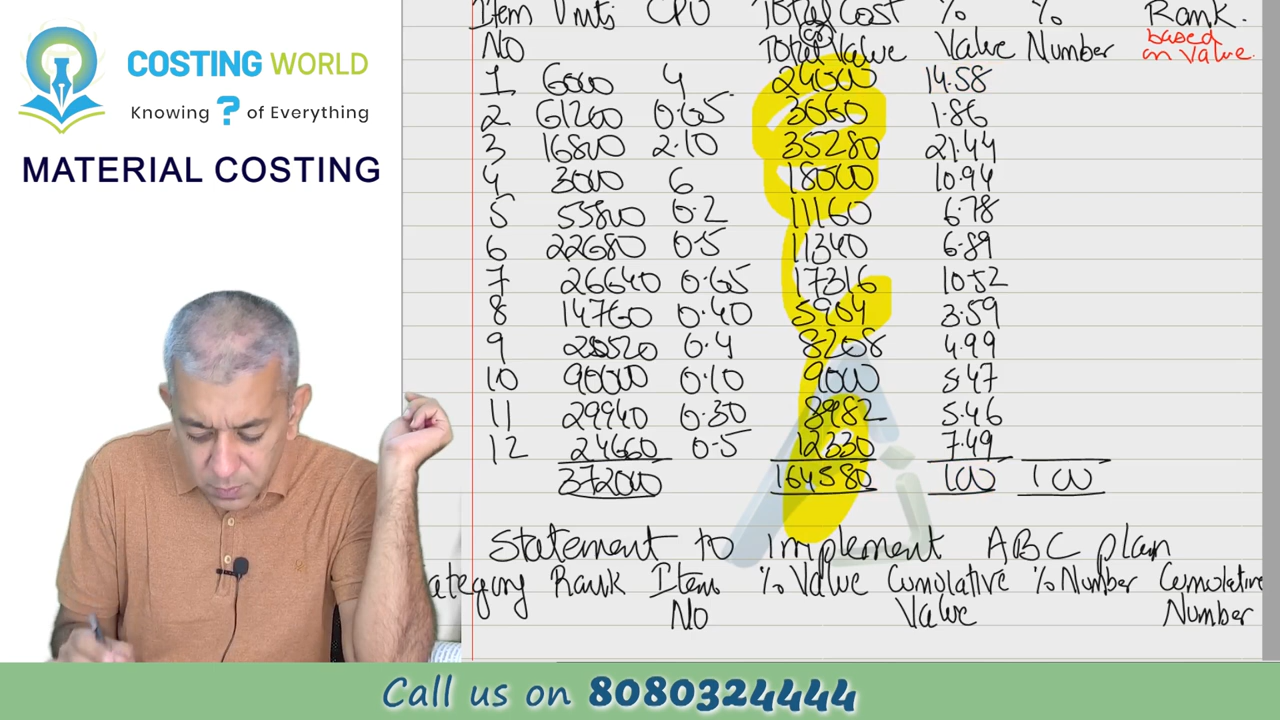 COSTING WORLD
Knowing ? of Everything
MATERIAL COSTING
Item Units CPU Total Cost % % Rank.
No or Total Value Value Number based on Value.
1 6000 4 24000 14.58
2 61200 0.05 3060 1.86
3 16800 2.10 35280 21.44
4 3000 6 18000 10.94
5 55800 0.2 11160 6.78
6 22680 0.5 11340 6.89
7 26640 0.65 17316 10.52
8 14760 0.40 5904 3.59
9 20520 0.4 8208 4.99
10 90000 0.10 9000 5.47
11 29940 0.30 8982 5.46
12 24660 0.5 12330 7.49
372000 164580 100 100
Statement to implement ABC plan
ategory Rank Item % Value Cumulative % Number Cumulative
No Value Number
Call us on 8080324444